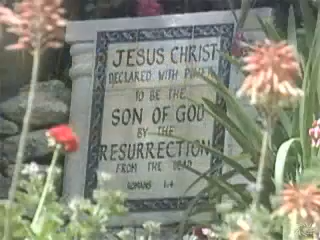 JESUS CHRIST
DECLARED WITH POWER
TO BE THE
SON OF GOD
BY THE
RESURRECTION
FROM THE DEAD
ROMANS 1:4